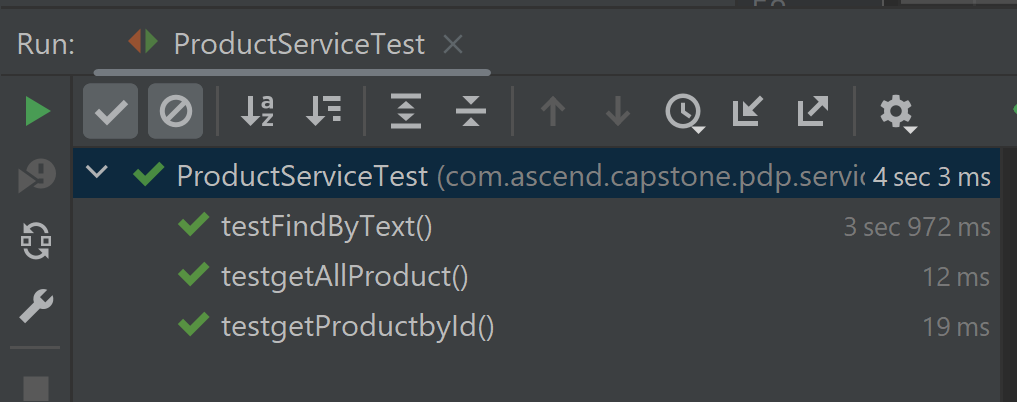 Run: ProductServiceTest
ProductServiceTest (com.ascend.capstone.pdp.servic 4 sec 3 ms
testFindByText() 3 sec 972 ms
testgetAllProduct() 12 ms
testgetProductbyId() 19 ms